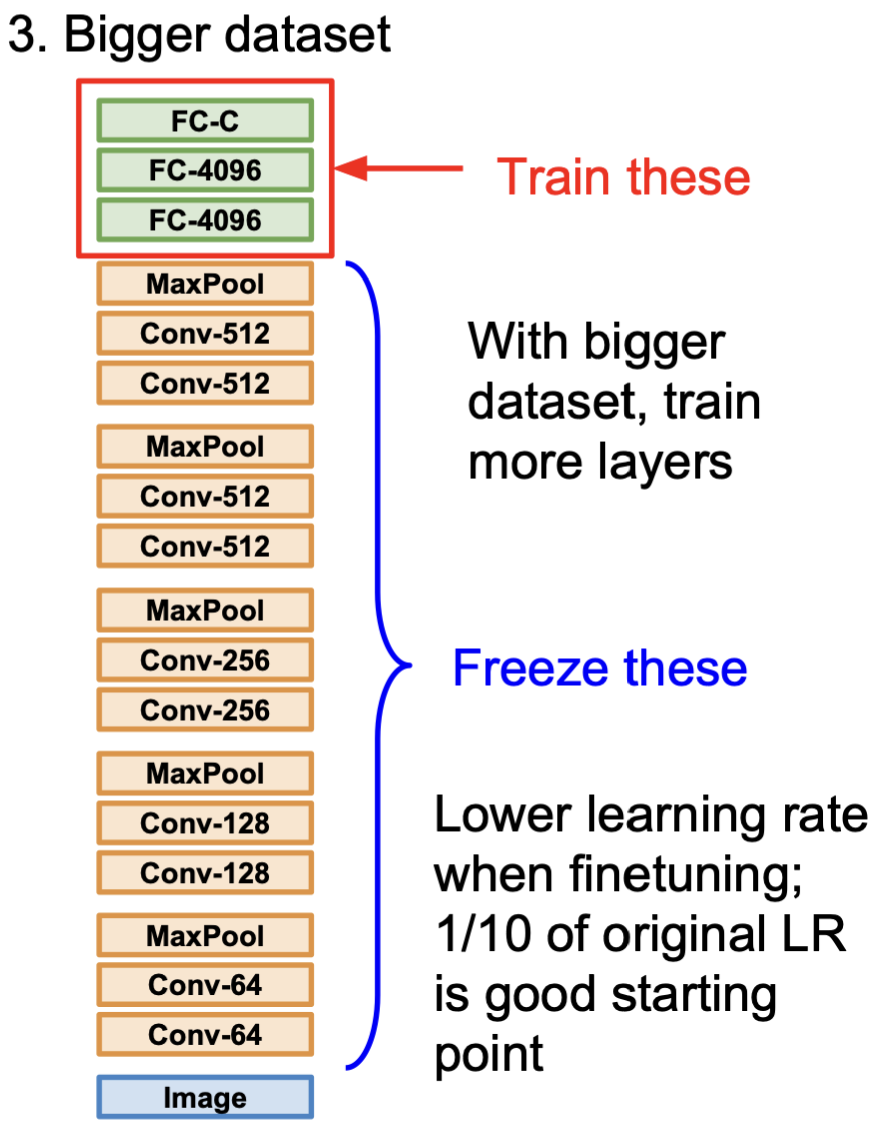 3. Bigger dataset
FC-C
FC-4096
FC-4096
Train these
MaxPool
Conv-512
Conv-512
With bigger
dataset, train
more layers
MaxPool
Conv-512
Conv-512
MaxPool
Conv-256
Conv-256
Freeze these
MaxPool
Conv-128
Conv-128
Lower learning rate
when finetuning;
1/10 of original LR
is good starting
point
MaxPool
Conv-64
Conv-64
Image